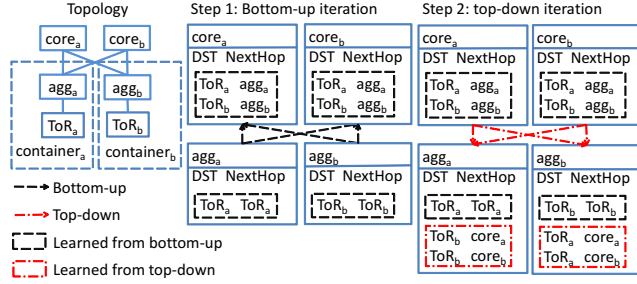 Topology
core_a core_b
agg_a agg_b
ToR_a ToR_b
container_a container_b
Bottom-up
Top-down
Learned from bottom-up
Learned from top-down
Step 1: Bottom-up iteration
core_a core_b
DST NextHop DST NextHop
ToR_a agg_a ToR_a agg_a
ToR_b agg_b ToR_b agg_b
agg_a agg_b
DST NextHop DST NextHop
ToR_a ToR_a ToR_b ToR_b
Step 2: top-down iteration
core_a core_b
DST NextHop DST NextHop
ToR_a agg_a ToR_a agg_a
ToR_b agg_b ToR_b agg_b
agg_a agg_b
DST NextHop DST NextHop
ToR_a ToR_a ToR_b ToR_b
ToR_b core_a ToR_a core_a
ToR_b core_b ToR_a core_b